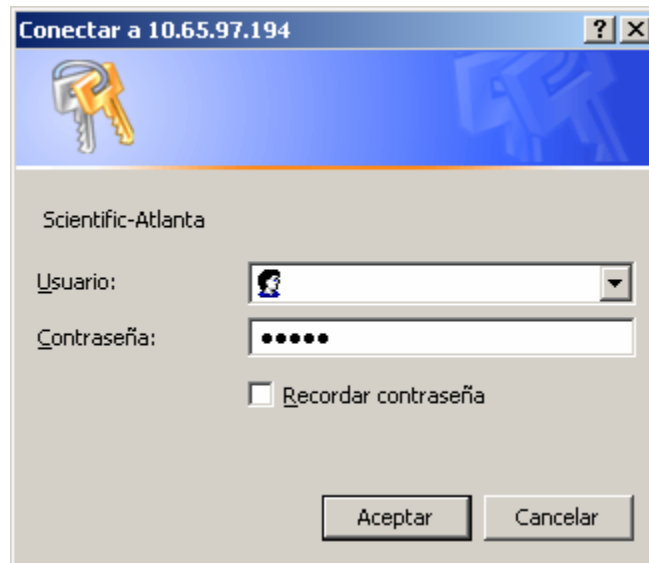 Conectar a 10.65.97.194
Scientific-Atlanta
Usuario:
Contraseña:
Recordar contraseña
Aceptar
Cancelar